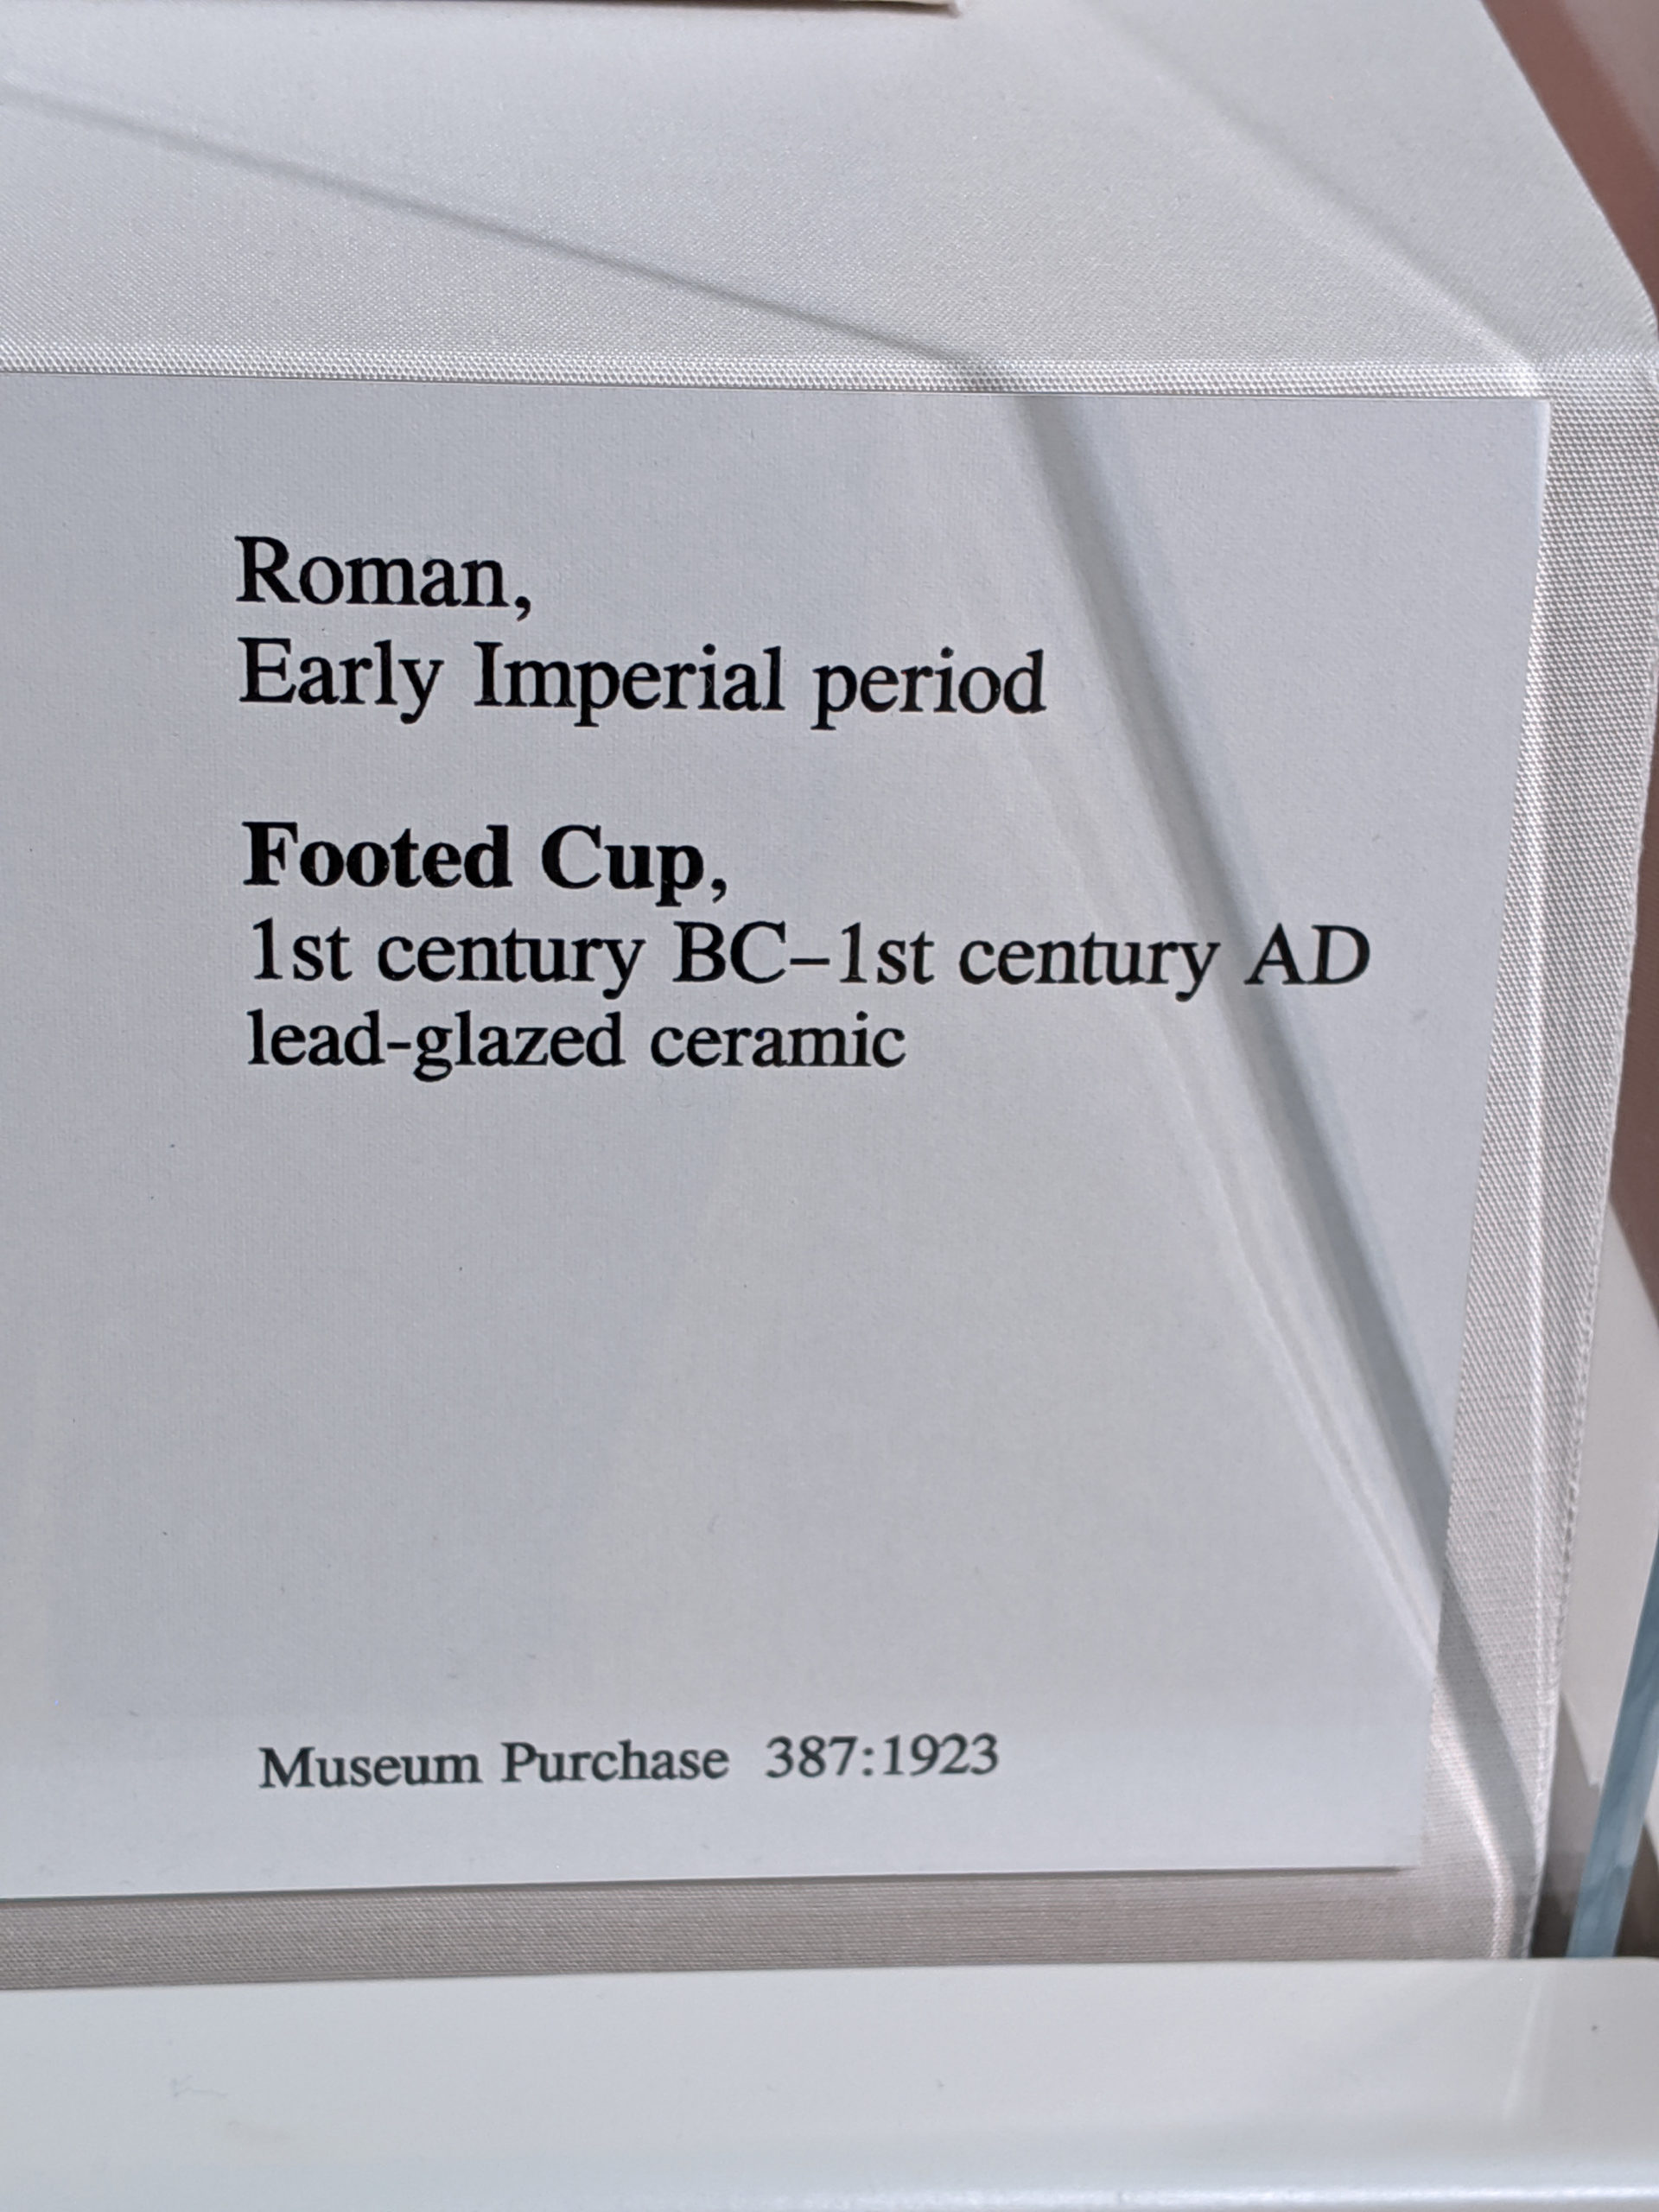 Roman,
Early Imperial period
Footed Cup,
1st century BC–1st century AD
lead-glazed ceramic
Museum Purchase 387:1923